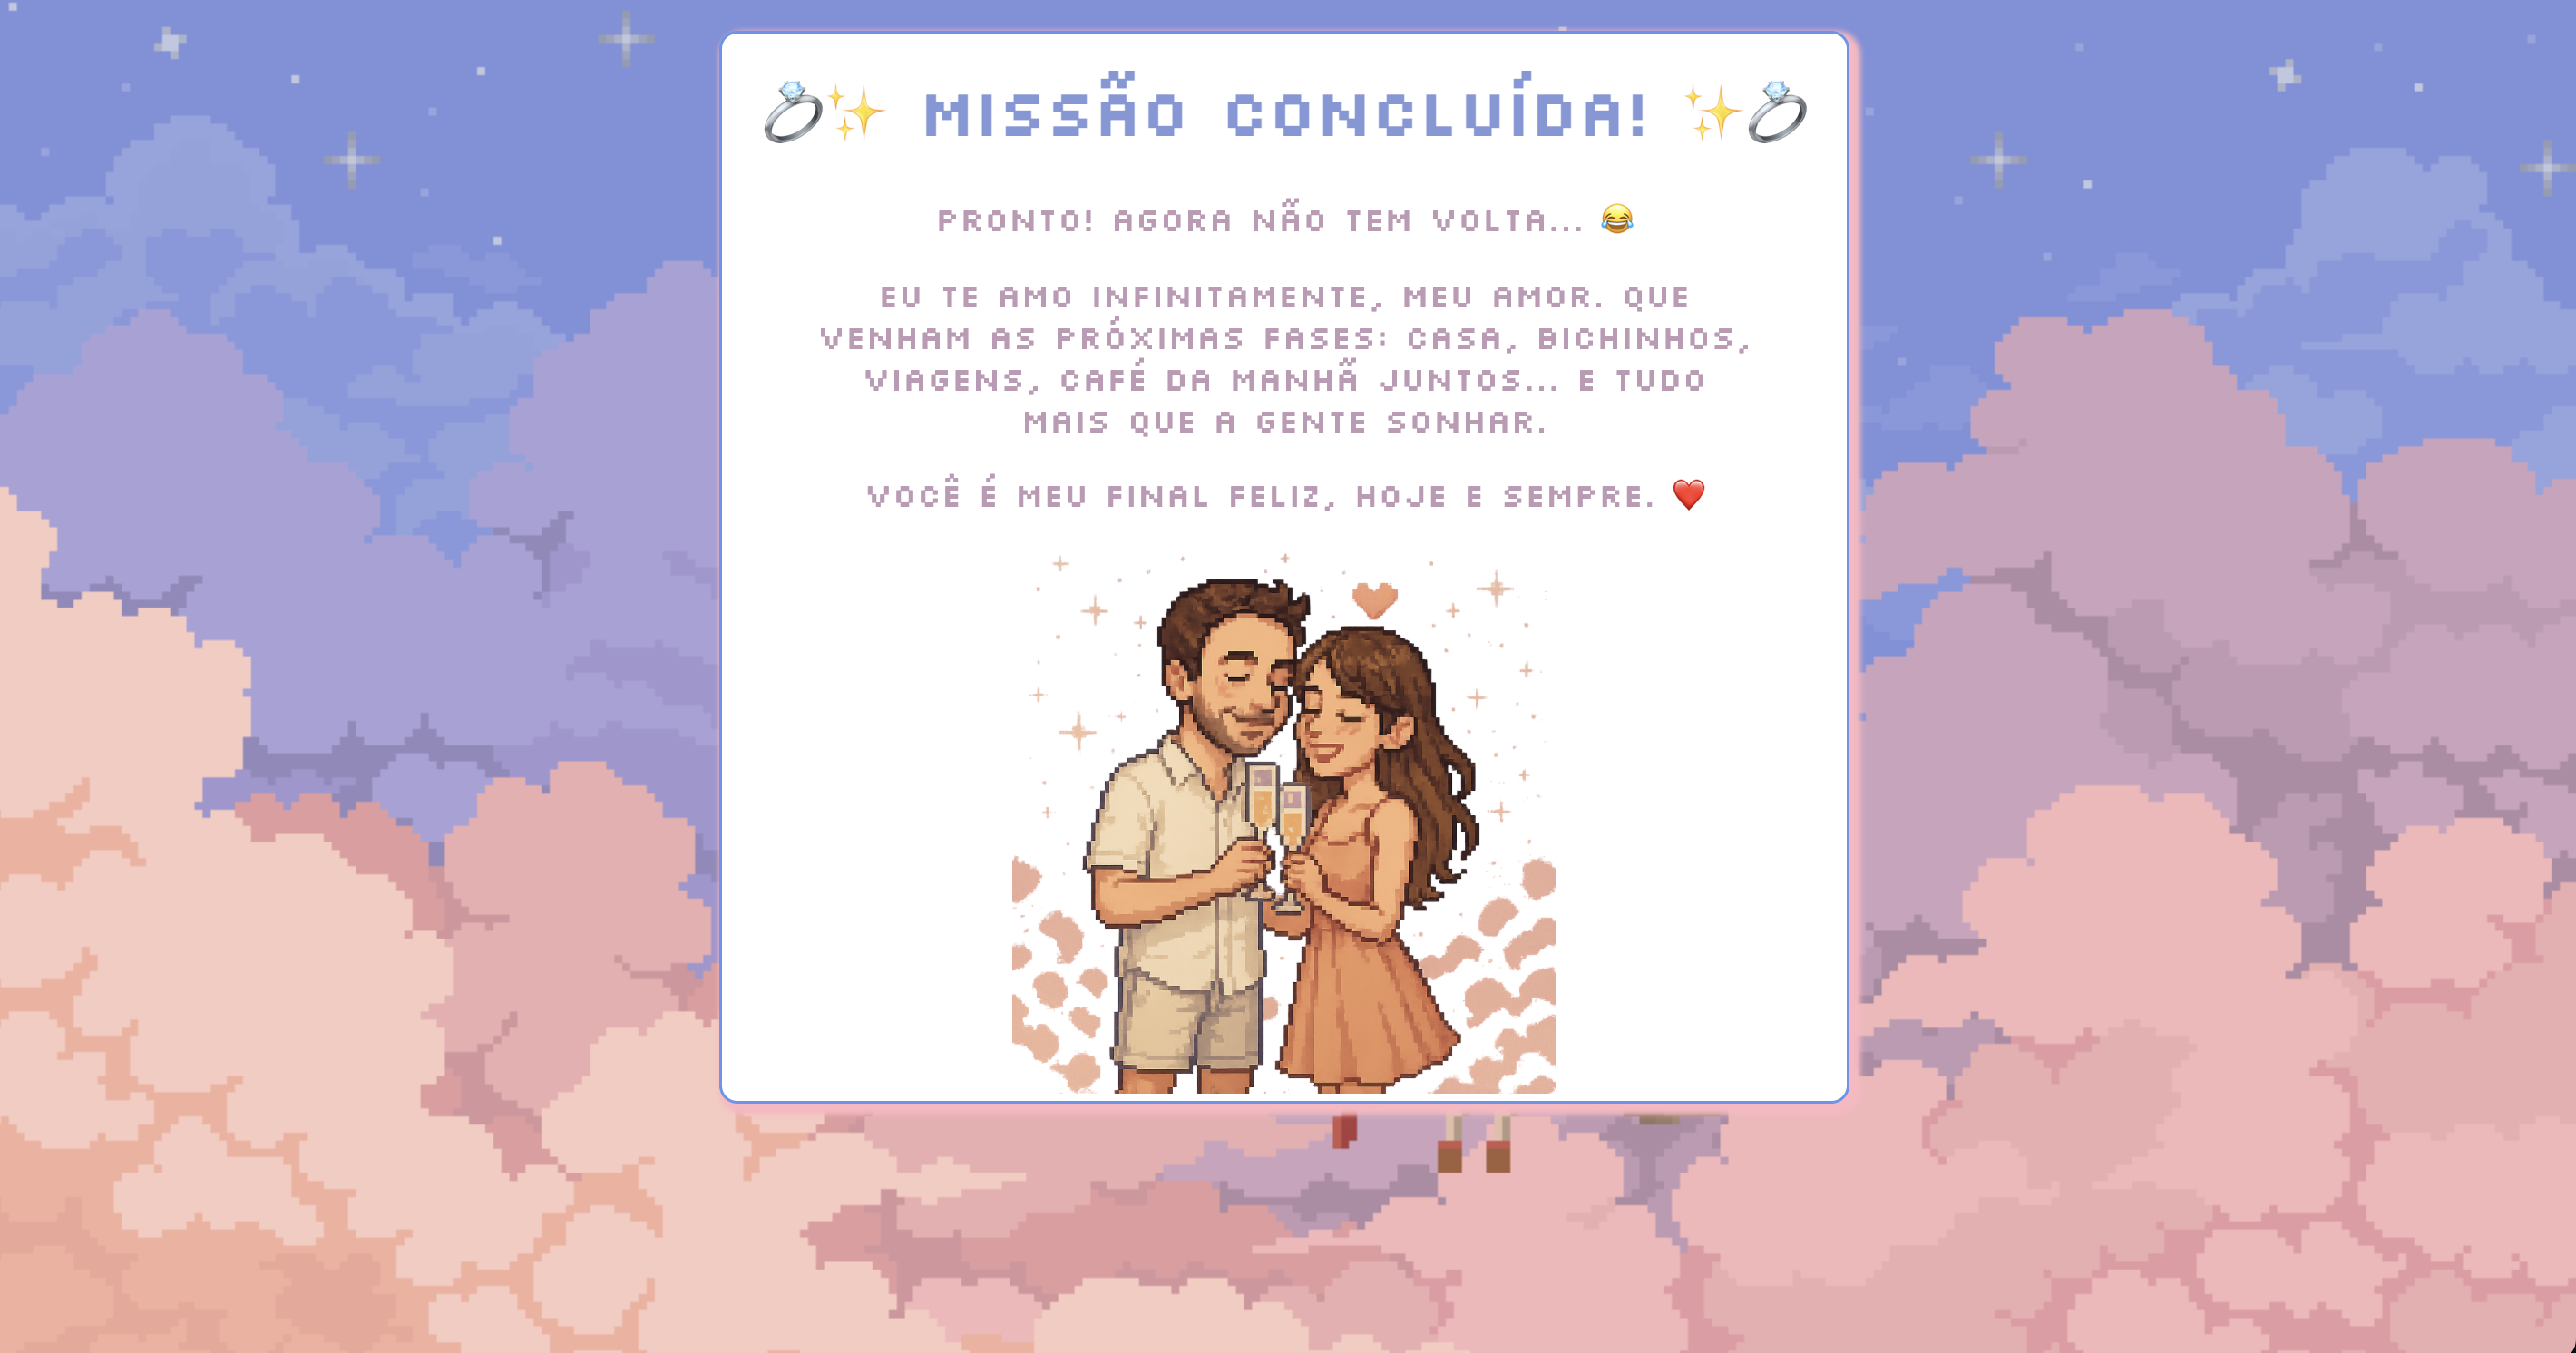 💍✨ MISSÃO CONCLUÍDA! ✨💍
PRONTO! AGORA NÃO TEM VOLTA... 😂
EU TE AMO INFINITAMENTE, MEU AMOR. QUE
VENHAM AS PRÓXIMAS FASES: CASA, BICHINHOS,
VIAGENS, CAFÉ DA MANHÃ JUNTOS... E TUDO
MAIS QUE A GENTE SONHAR.
VOCÊ É MEU FINAL FELIZ, HOJE E SEMPRE. ❤️